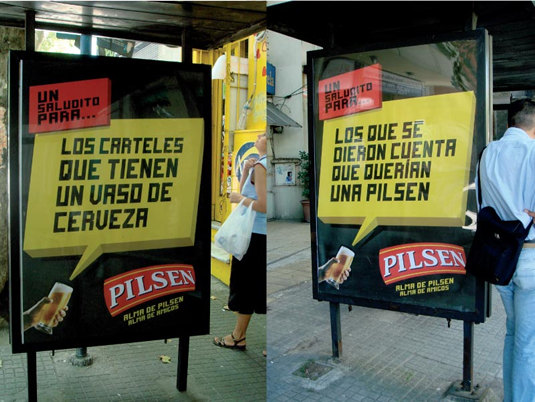 UN
SALUDITO
PARA...
LOS CARTELES
QUE TIENEN
UN VASO DE
CERVEZA
PILSEN
ALMA DE PILSEN
ALMA DE AMIGOS
UN
SALUDITO
PARA...
LOS QUE SE
DIERON CUENTA
QUE QUERÍAN
UNA PILSEN
PILSEN
ALMA DE PILSEN
ALMA DE AMIGOS